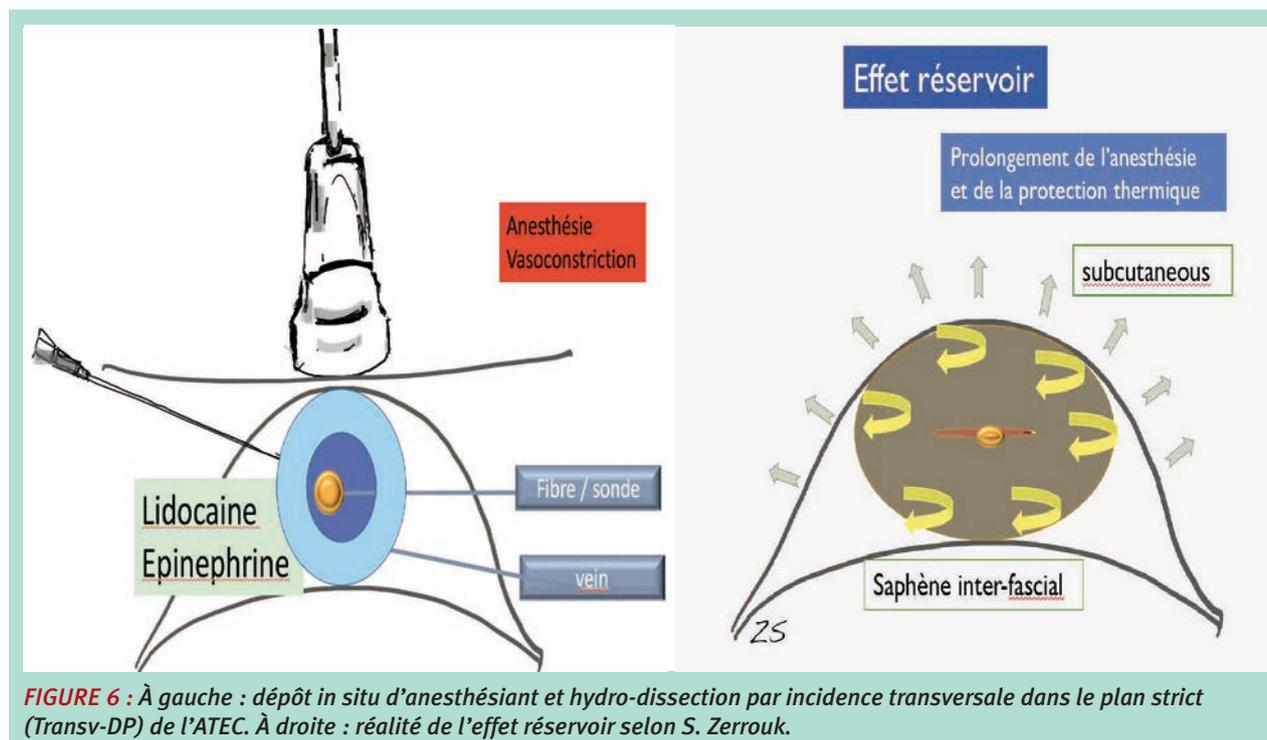 Anesthésie
Vasoconstriction
Lidocaine
Epinephrine
Fibre / sonde
vein
Effet réservoir
Prolongement de l'anesthésie
et de la protection thermique
subcutaneous
Saphène inter-fascial
25
FIGURE 6 : À gauche : dépôt in situ d'anesthésiant et hydro-dissection par incidence transversale dans le plan strict
(Transv-DP) de l'ATEC. À droite : réalité de l'effet réservoir selon S. Zerrouk.